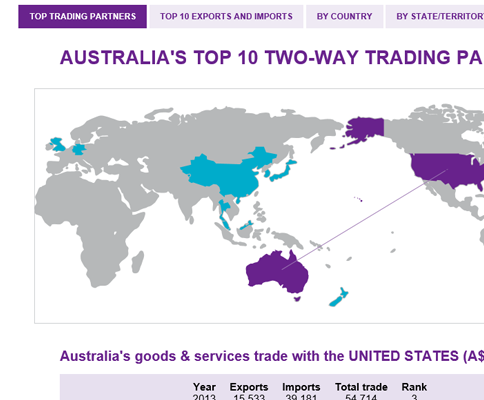 TOP TRADING PARTNERS TOP 10 EXPORTS AND IMPORTS BY COUNTRY BY STATE/TERRITOR
AUSTRALIA'S TOP 10 TWO-WAY TRADING PA
Australia's goods & services trade with the UNITED STATES (A$
Year Exports Imports Total trade Rank
2013 15,533 39,181 54,714 3